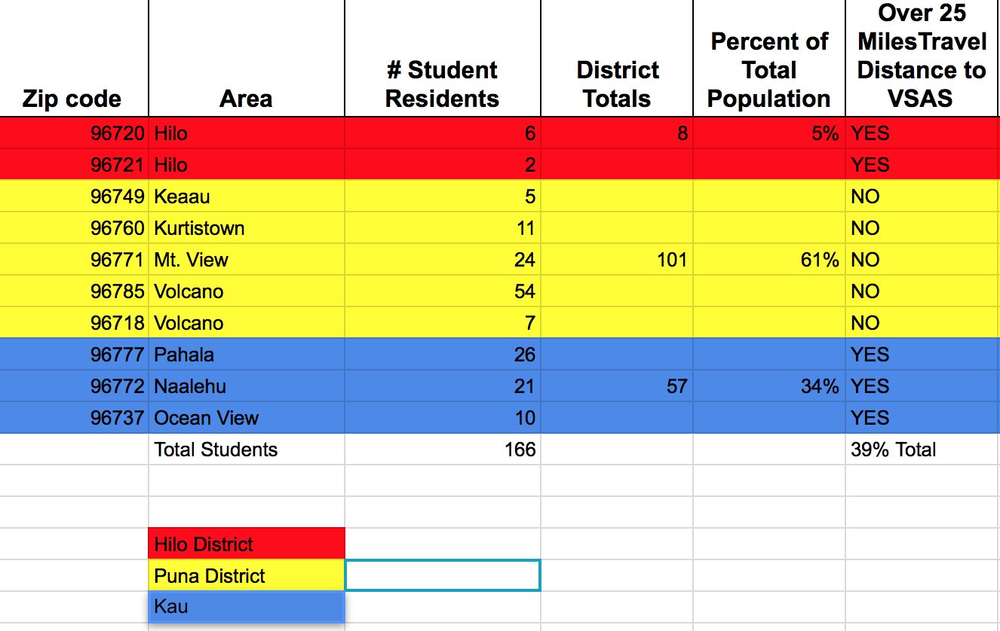 Zip code Area # Student Residents District Totals Percent of Total Population Over 25 MilesTravel Distance to VSAS
96720 Hilo 6 8 5% YES
96721 Hilo 2 YES
96749 Keaau 5 NO
96760 Kurtistown 11 NO
96771 Mt. View 24 101 61% NO
96785 Volcano 54 NO
96718 Volcano 7 NO
96777 Pahala 26 YES
96772 Naalehu 21 57 34% YES
96737 Ocean View 10 YES
Total Students 166 39% Total
Hilo District
Puna District
Kau